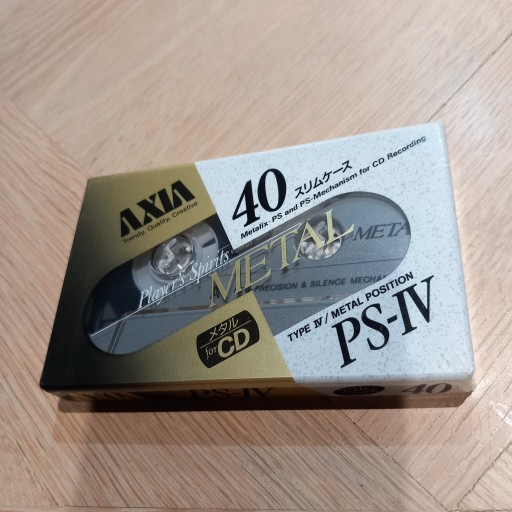 AXIA
Trendy, Quality, Creative
40 スリムケース
Metalix-PS and PS-Mechanism for CD Recording
Player's Spirits
METAL
META
PRECISION & SILENCE MECHA
メタル
for CD
TYPE IV / METAL POSITION
PS-IV
AXIA PS-IV 40